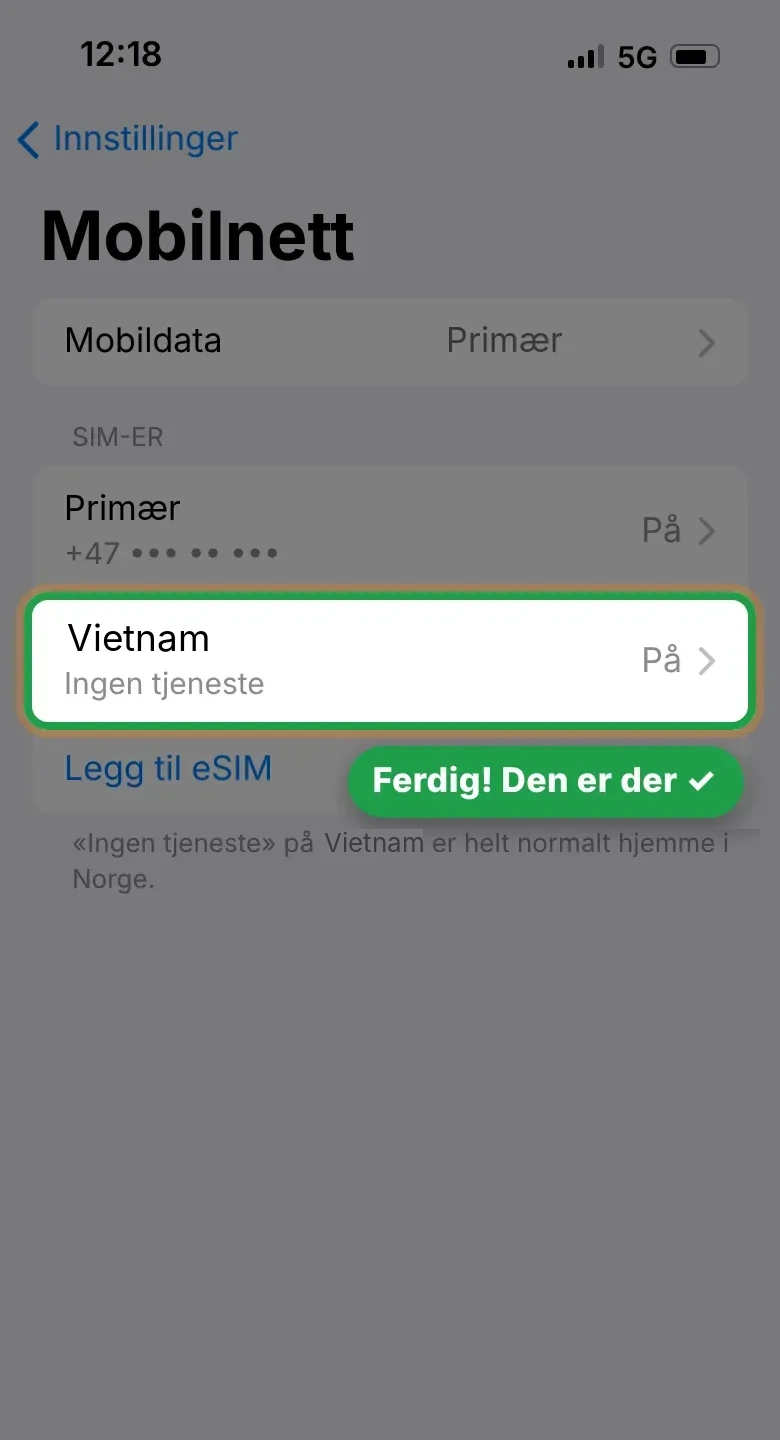 12:18
5G
Innstillinger
Mobilnett
Mobildata Primær
SIM-ER
Primær
+47 ••• •• •••
På
Vietnam
Ingen tjeneste
På
Legg til eSIM
Ferdig! Den er der ✓
«Ingen tjeneste» på Vietnam er helt normalt hjemme i
Norge.